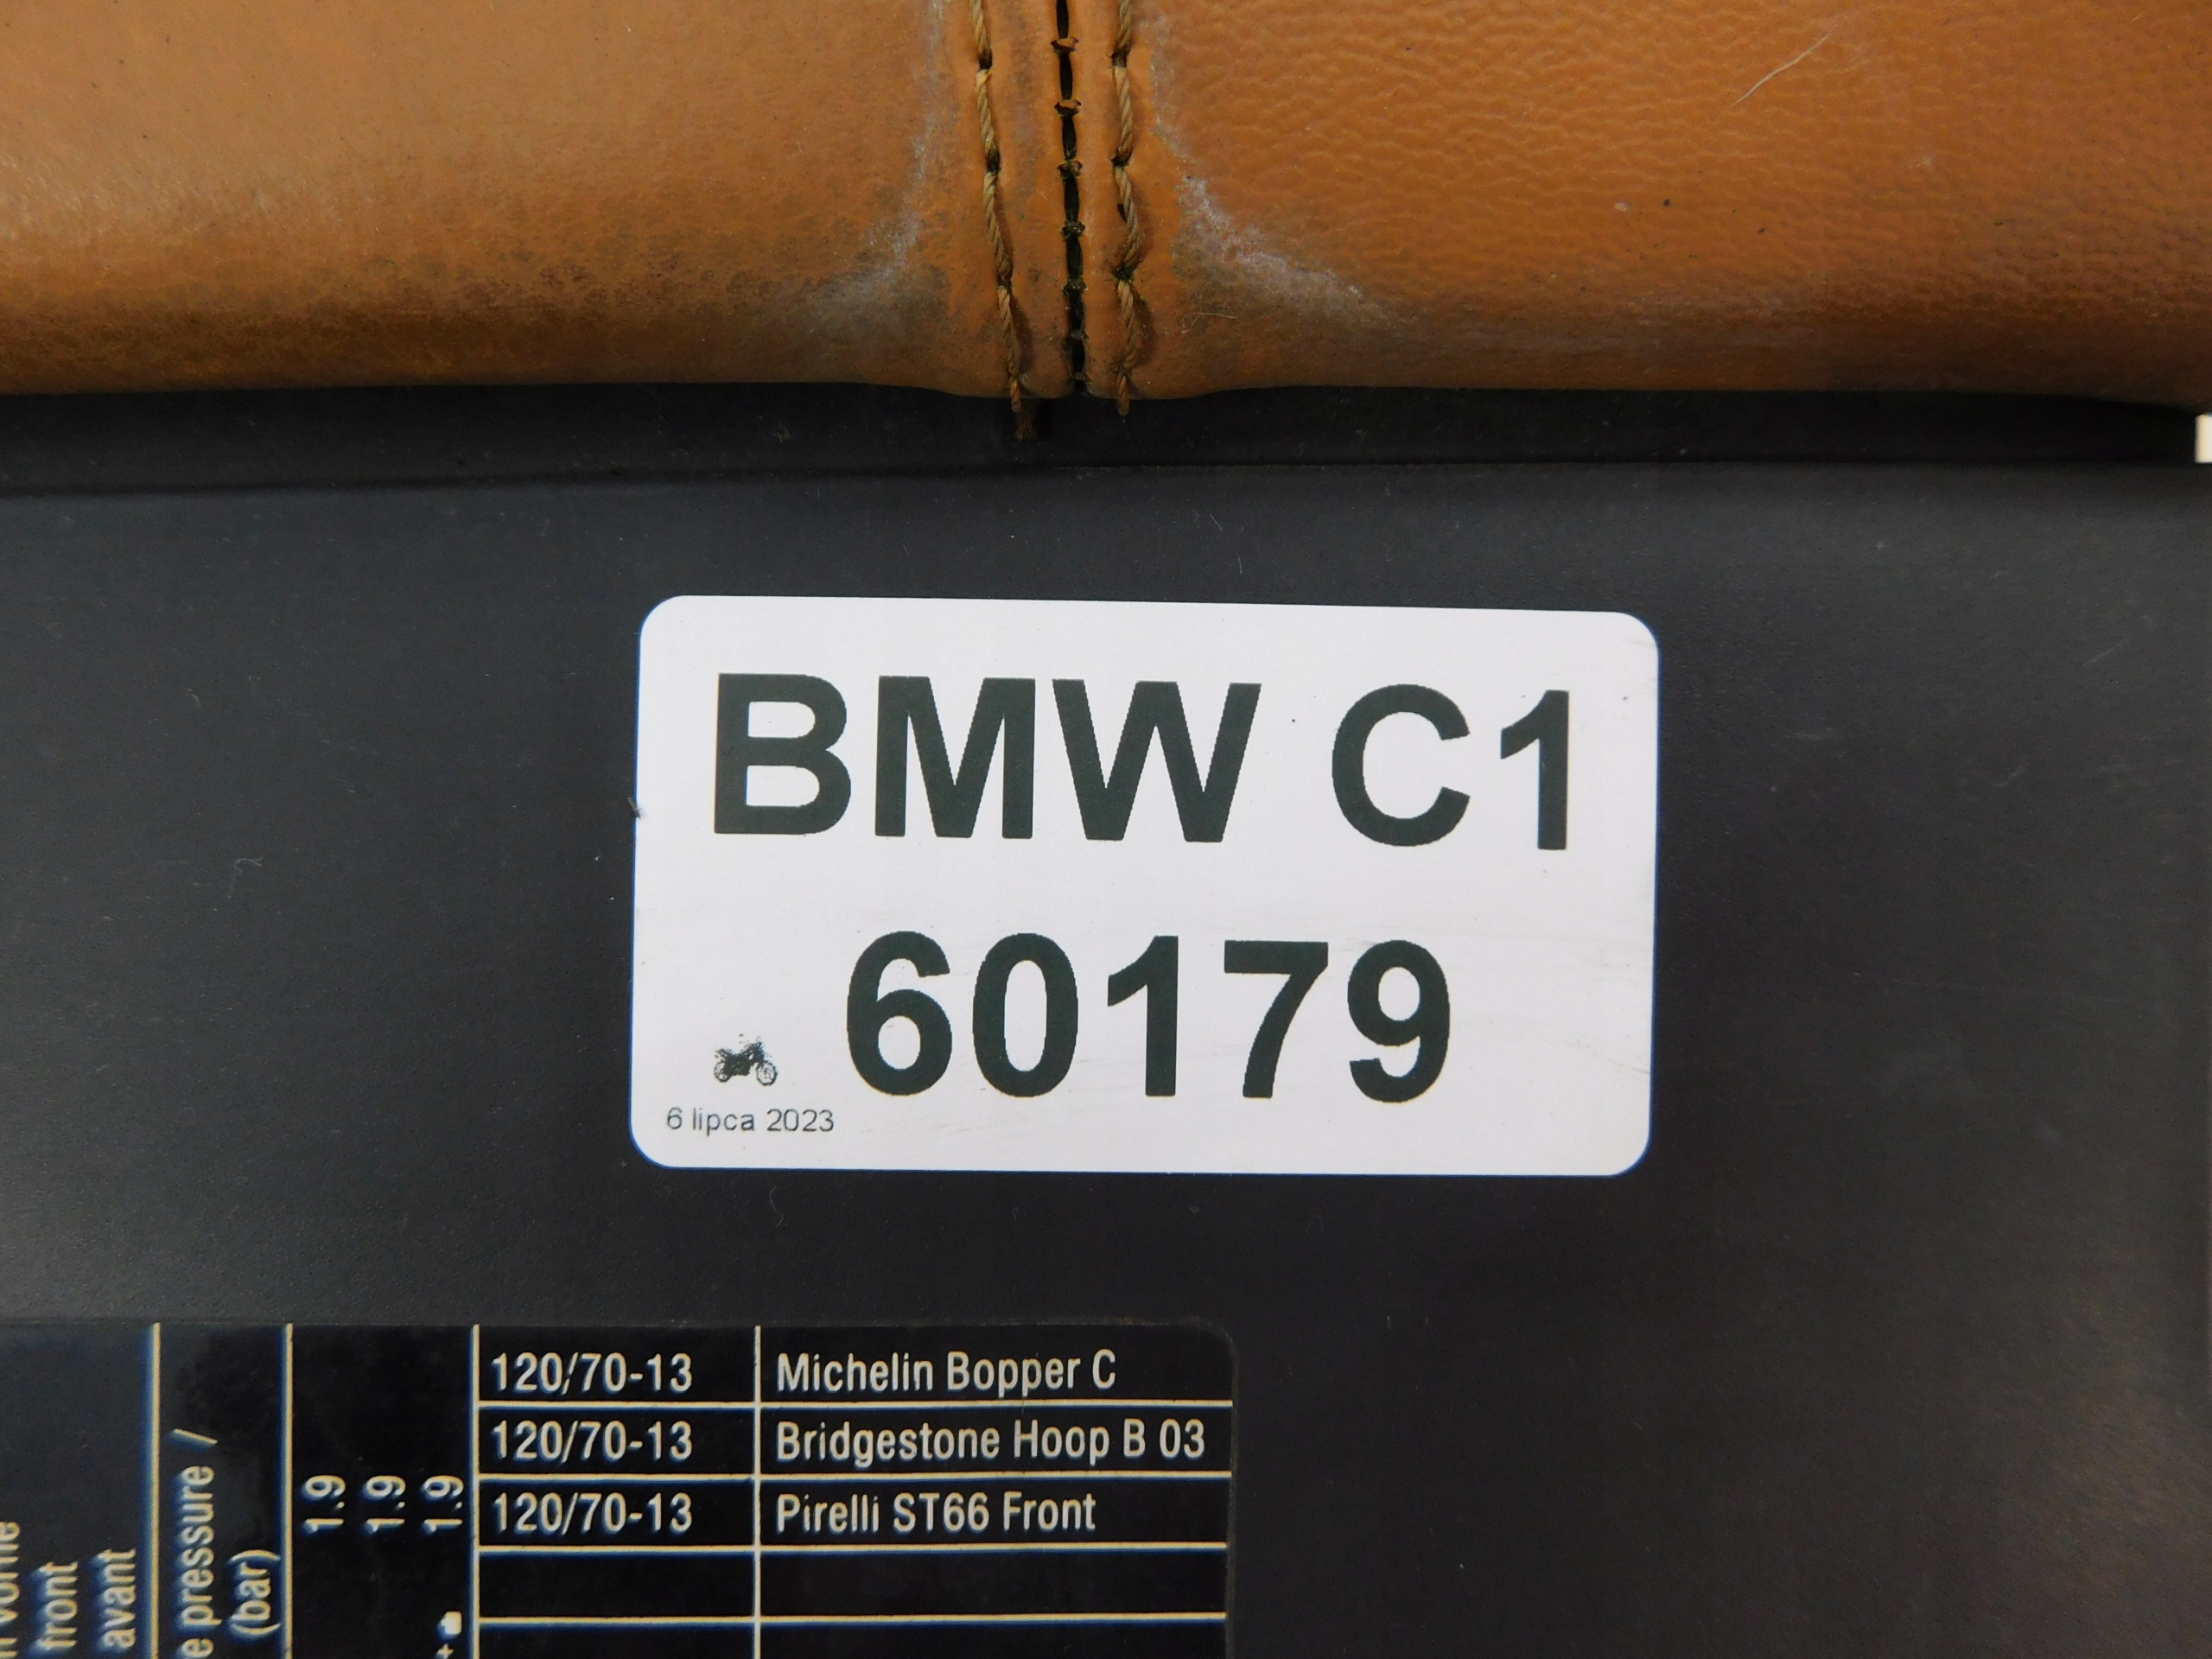 BMW C1
60179
6 lipca 2023
120/70-13 Michelin Bopper C
120/70-13 Bridgestone Hoop B 03
120/70-13 Pirelli ST66 Front
front
avant
pressure /
(bar)
1.9
1.9
1.9
+